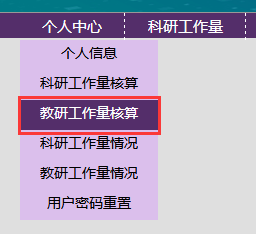 个人中心 科研工作量
个人信息
科研工作量核算
教研工作量核算
科研工作量情况
教研工作量情况
用户密码重置